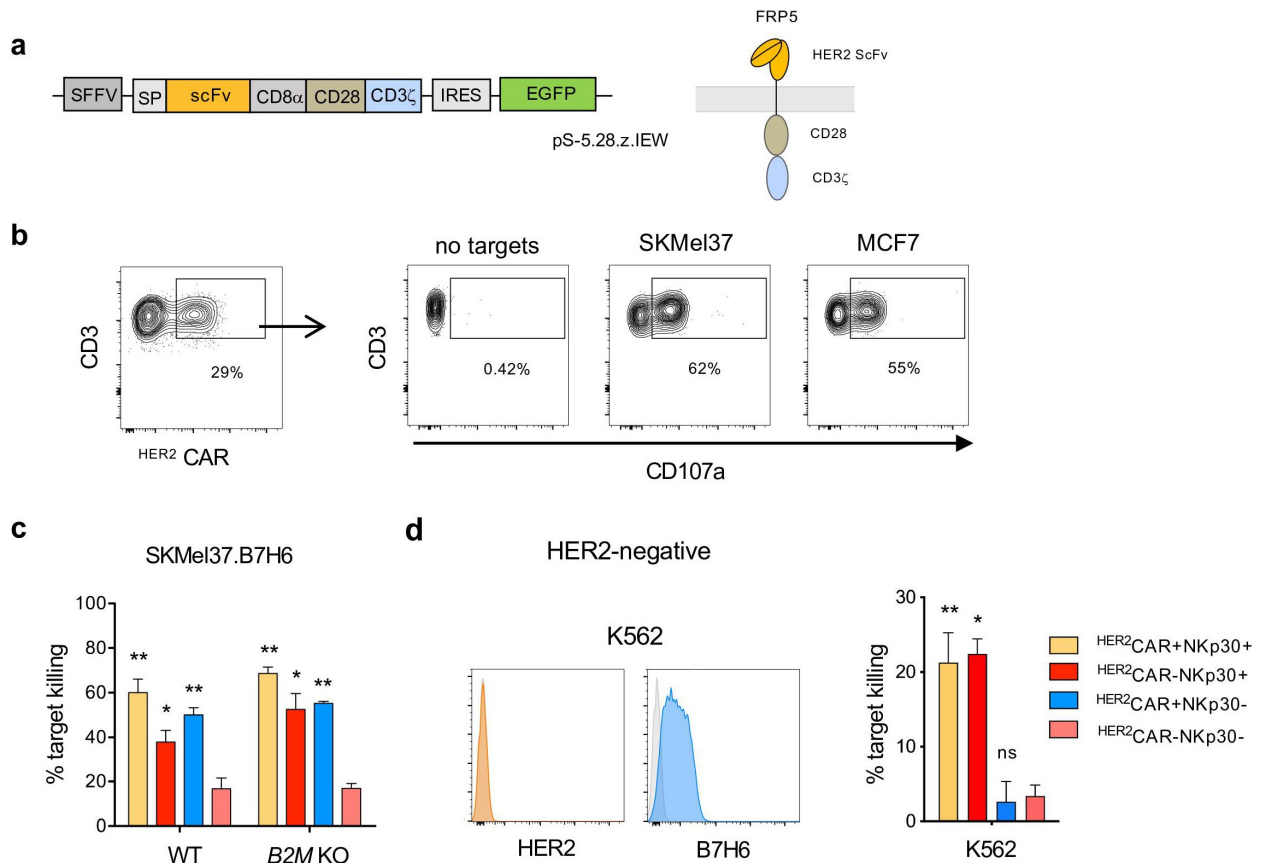 a
FRP5
HER2 ScFv
SFFV SP scFv CD8α CD28 CD3ζ IRES EGFP
pS-5.28.z.IEW
CD28
CD3ζ
b
no targets SKMel37 MCF7
CD3
29%
CD3
0.42%
62%
55%
HER2 CAR
CD107a
c
SKMel37.B7H6
% target killing
100
80
60
40
20
0
** * **
** * **
WT B2M KO
d
HER2-negative
K562
HER2 B7H6
% target killing
30
20
10
0
** * ns
K562
HER2CAR+NKp30+
HER2CAR-NKp30+
HER2CAR+NKp30-
HER2CAR-NKp30-